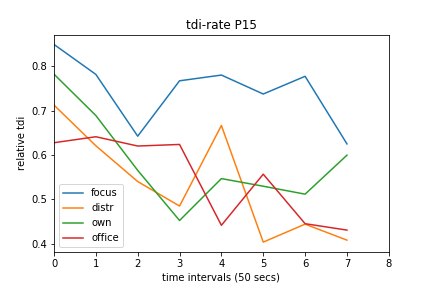 tdi-rate P15
relative tdi
0.8
0.7
0.6
0.5
0.4
focus
distr
own
office
0 1 2 3 4 5 6 7 8
time intervals (50 secs)